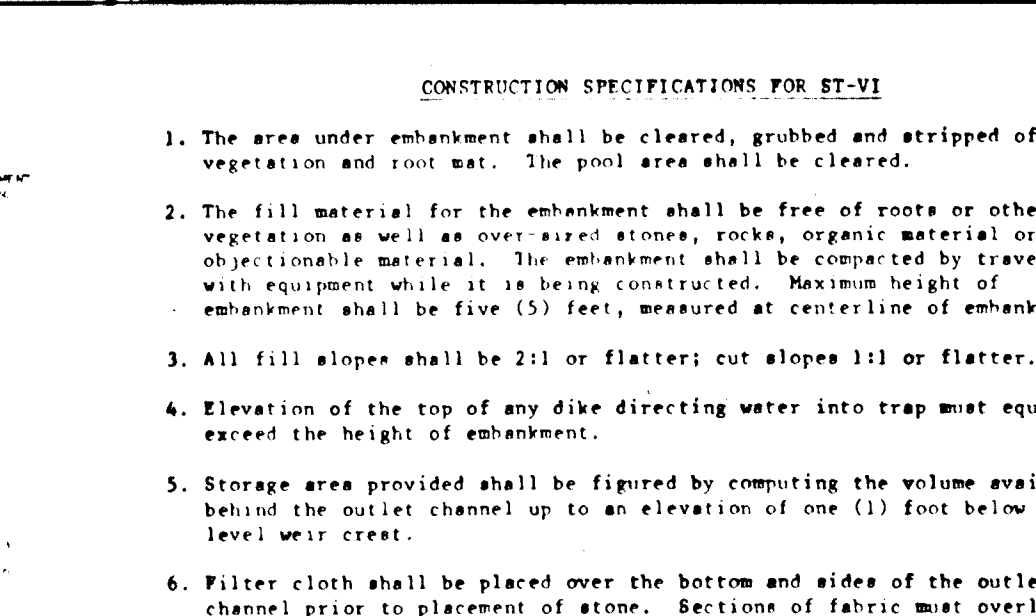 CONSTRUCTION SPECIFICATIONS FOR ST-VI
1. The area under embankment shall be cleared, grubbed and stripped of
vegetation and root mat. The pool area shall be cleared.
2. The fill material for the embankment shall be free of roots or othe
vegetation as well as over-sized stones, rocks, organic material or
objectionable material. The embankment shall be compacted by trave
with equipment while it is being constructed. Maximum height of
embankment shall be five (5) feet, measured at centerline of embank
3. All fill slopes shall be 2:1 or flatter; cut slopes 1:1 or flatter.
4. Elevation of the top of any dike directing water into trap must equ
exceed the height of embankment.
5. Storage area provided shall be figured by computing the volume avai
behind the outlet channel up to an elevation of one (1) foot below
level weir crest.
6. Filter cloth shall be placed over the bottom and sides of the outle
channel prior to placement of stone. Sections of fabric must overl